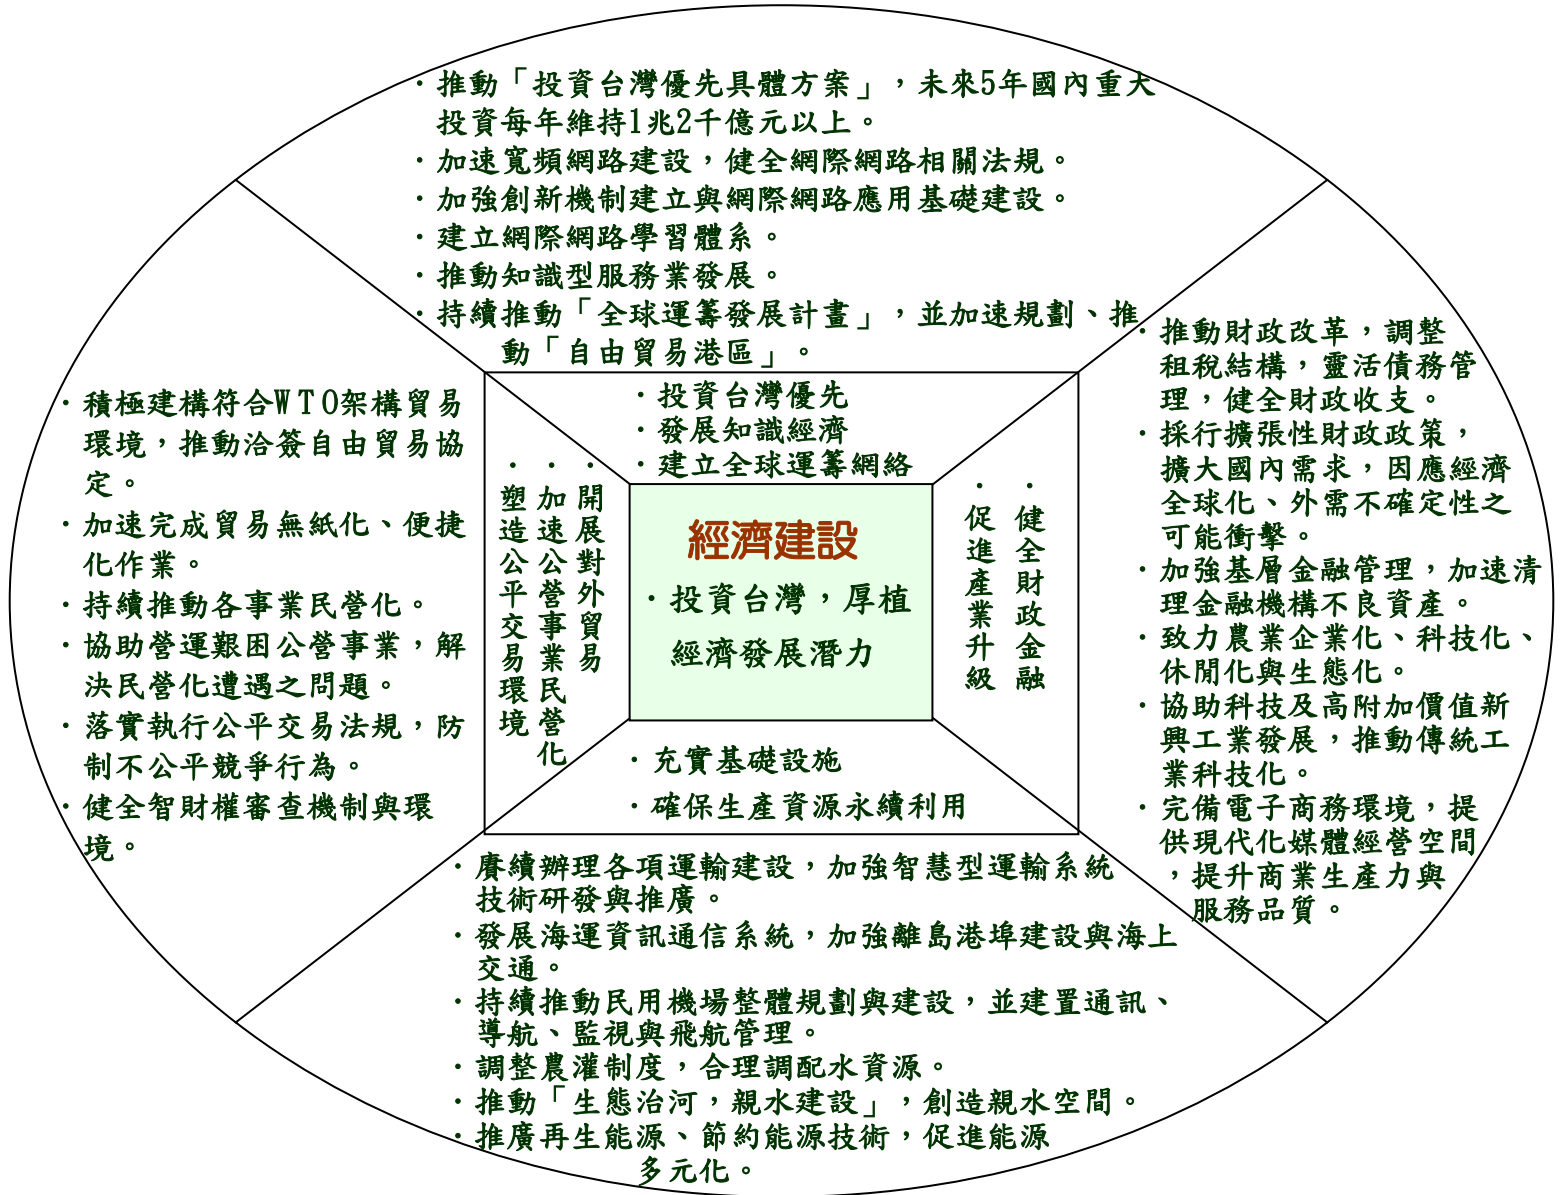 ·推動「投資台灣優先具體方案」，未來5年國內重大
投資每年維持1兆2千億元以上。
·加速寬頻網路建設，健全網際網路相關法規。
·加強創新機制建立與網際網路應用基礎建設。
·建立網際網路學習體系。
·推動知識型服務業發展。
·持續推動「全球運籌發展計畫」，並加速規劃、推
動「自由貿易港區」。
·積極建構符合WTO架構貿易
環境，推動洽簽自由貿易協
定。
·加速完成貿易無紙化、便捷
化作業。
·持續推動各事業民營化。
·協助營運艱困公營事業，解
決民營化遭遇之問題。
·落實執行公平交易法規，防
制不公平競爭行為。
·健全智財權審查機制與環
境。
·投資台灣優先
·發展知識經濟
·建立全球運籌網絡
·開展對外貿易
·加速公營事業民營化
·塑造公平交易環境
經濟建設
·投資台灣，厚植
經濟發展潛力
·健全財政金融
·促進產業升級
·充實基礎設施
·確保生產資源永續利用
·推動財政改革，調整
租稅結構，靈活債務管
理，健全財政收支。
·採行擴張性財政政策，
擴大國內需求，因應經濟
全球化、外需不確定性之
可能衝擊。
·加強基層金融管理，加速清
理金融機構不良資產。
·致力農業企業化、科技化、
休閒化與生態化。
·協助科技及高附加價值新
興工業發展，推動傳統工
業科技化。
·完備電子商務環境，提
供現代化媒體經營空間
，提升商業生產力與
服務品質。
·賡續辦理各項運輸建設，加強智慧型運輸系統
技術研發與推廣。
·發展海運資訊通信系統，加強離島港埠建設與海上
交通。
·持續推動民用機場整體規劃與建設，並建置通訊、
導航、監視與飛航管理。
·調整農灌制度，合理調配水資源。
·推動「生態治河，親水建設」，創造親水空間。
·推廣再生能源、節約能源技術，促進能源
多元化。